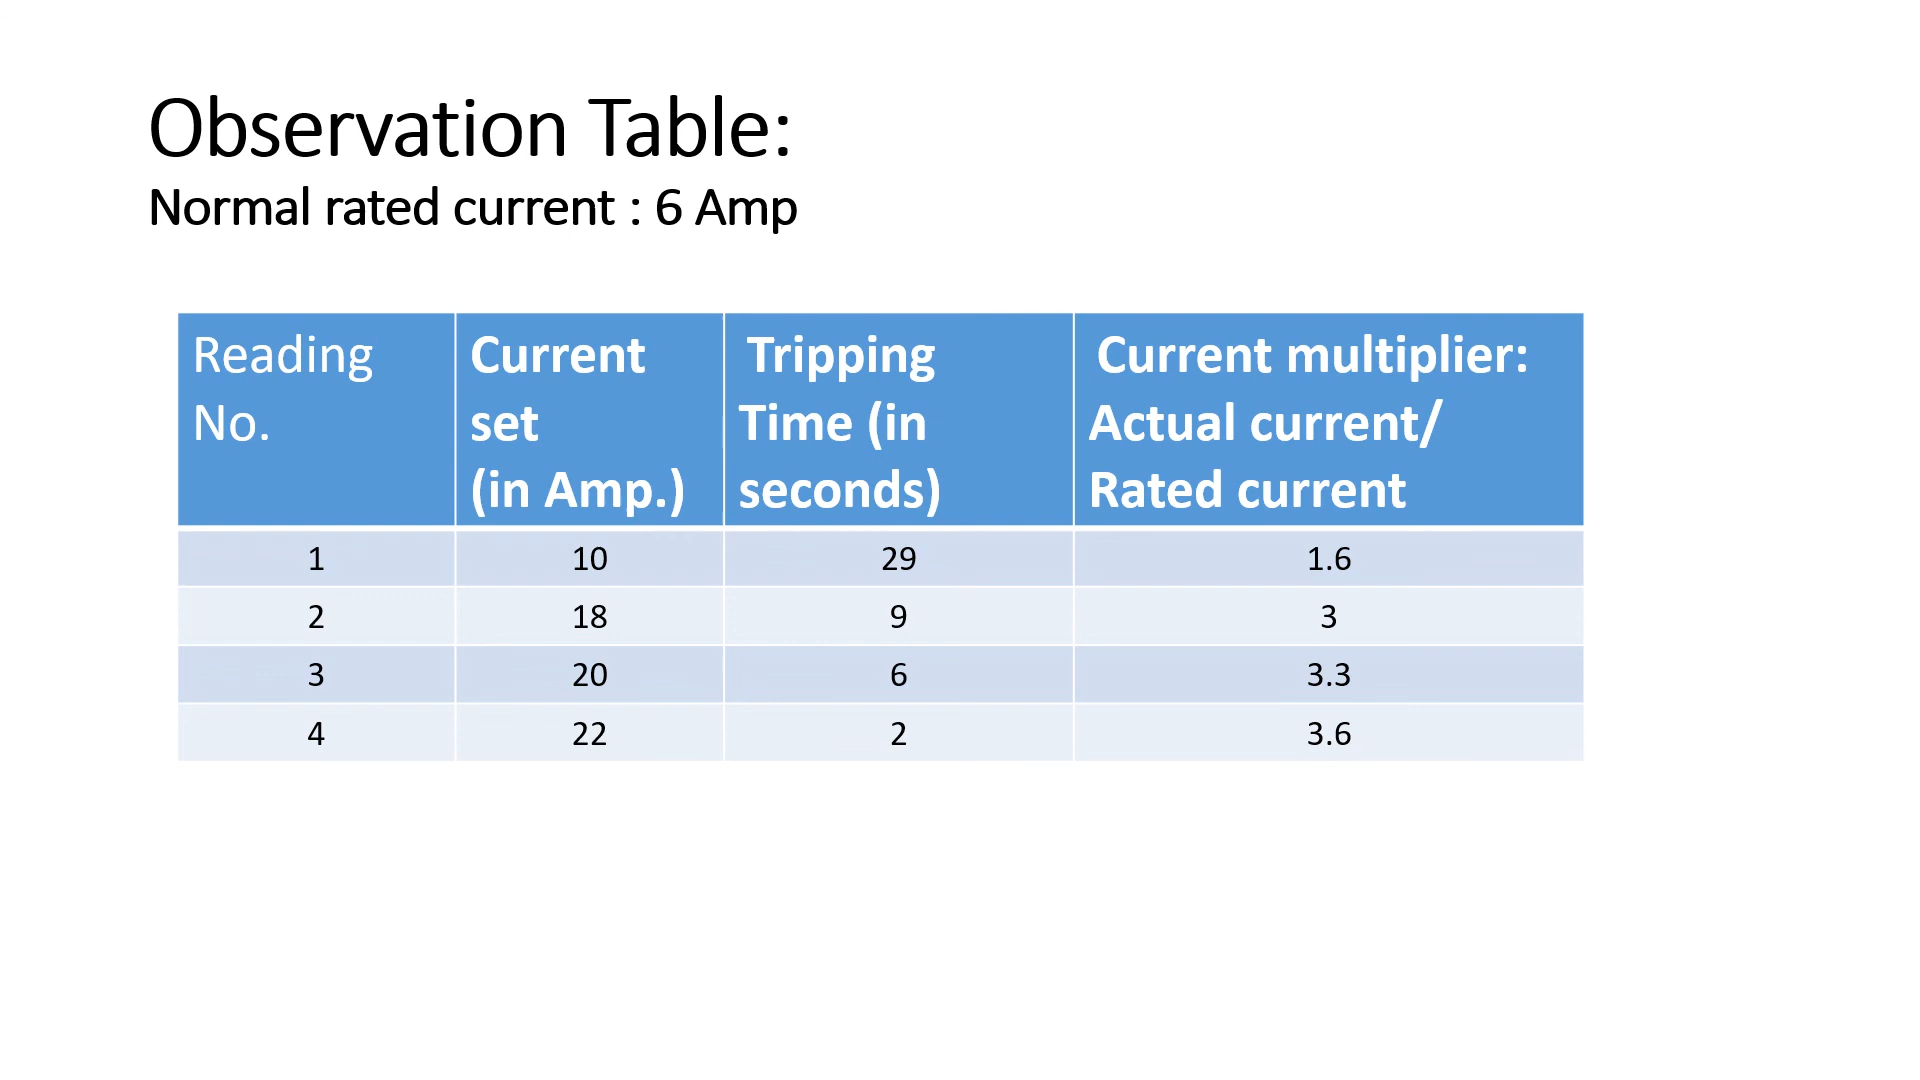 Observation Table:
Normal rated current : 6 Amp
Reading No. | Current set (in Amp.) | Tripping Time (in seconds) | Current multiplier: Actual current/ Rated current
1 | 10 | 29 | 1.6
2 | 18 | 9 | 3
3 | 20 | 6 | 3.3
4 | 22 | 2 | 3.6